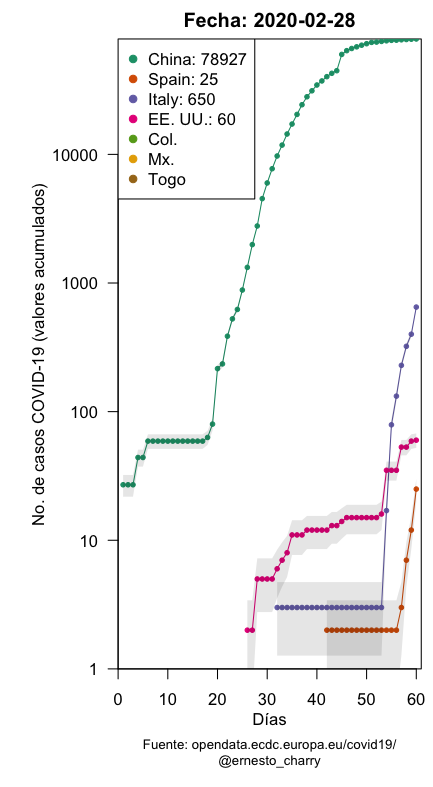 Fecha: 2020-02-28
China: 78927
Spain: 25
Italy: 650
EE. UU.: 60
Col.
Mx.
Togo
No. de casos COVID-19 (valores acumulados)
10000
1000
100
10
1
0 10 20 30 40 50 60
Días
Fuente: opendata.ecdc.europa.eu/covid19/
@ernesto_charry